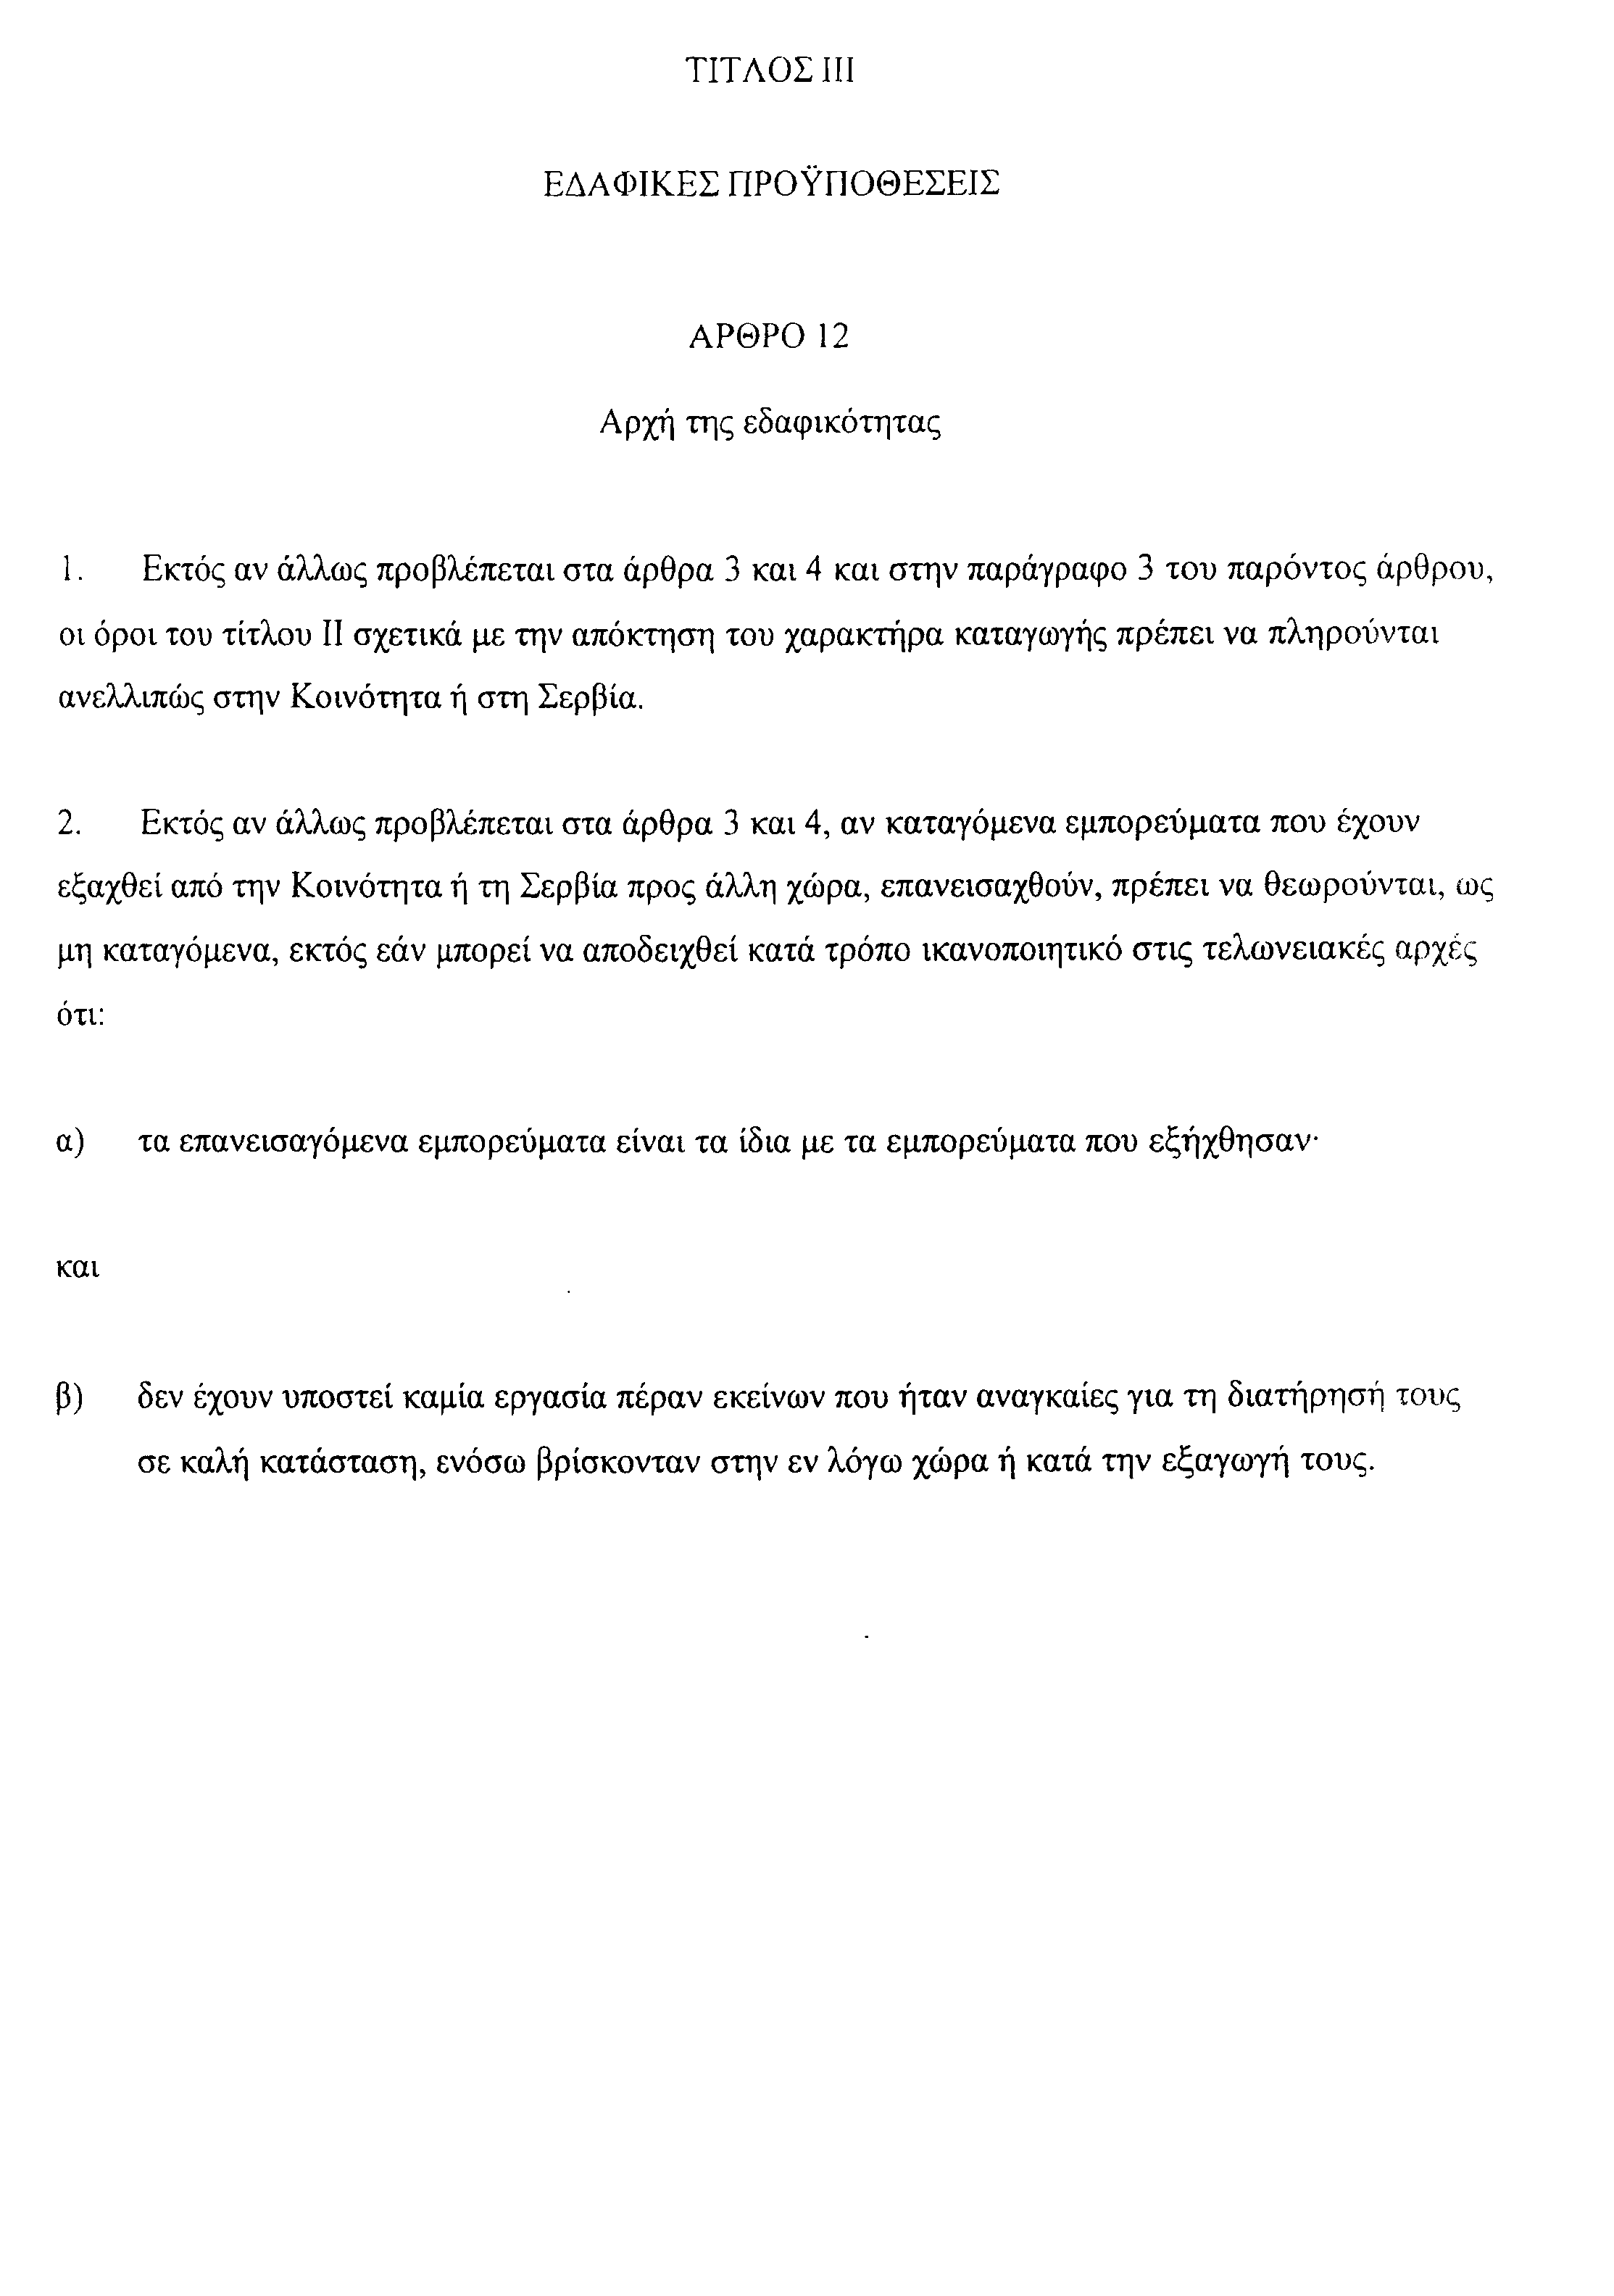 ΤΙΤΛΟΣ ΙΙΙ
ΕΔΑΦΙΚΕΣ ΠΡΟΫΠΟΘΕΣΕΙΣ
ΑΡΘΡΟ 12
Αρχή της εδαφικότητας
1. Εκτός αν άλλως προβλέπεται στα άρθρα 3 και 4 και στην παράγραφο 3 του παρόντος άρθρου,
οι όροι του τίτλου ΙΙ σχετικά με την απόκτηση του χαρακτήρα καταγωγής πρέπει να πληρούνται
ανελλιπώς στην Κοινότητα ή στη Σερβία.
2. Εκτός αν άλλως προβλέπεται στα άρθρα 3 και 4, αν καταγόμενα εμπορεύματα που έχουν
εξαχθεί από την Κοινότητα ή τη Σερβία προς άλλη χώρα, επανεισαχθούν, πρέπει να θεωρούνται, ως
μη καταγόμενα, εκτός εάν μπορεί να αποδειχθεί κατά τρόπο ικανοποιητικό στις τελωνειακές αρχές
ότι:
α) τα επανεισαγόμενα εμπορεύματα είναι τα ίδια με τα εμπορεύματα που εξήχθησαν·
και
β) δεν έχουν υποστεί καμία εργασία πέραν εκείνων που ήταν αναγκαίες για τη διατήρησή τους
σε καλή κατάσταση, ενόσω βρίσκονταν στην εν λόγω χώρα ή κατά την εξαγωγή τους.